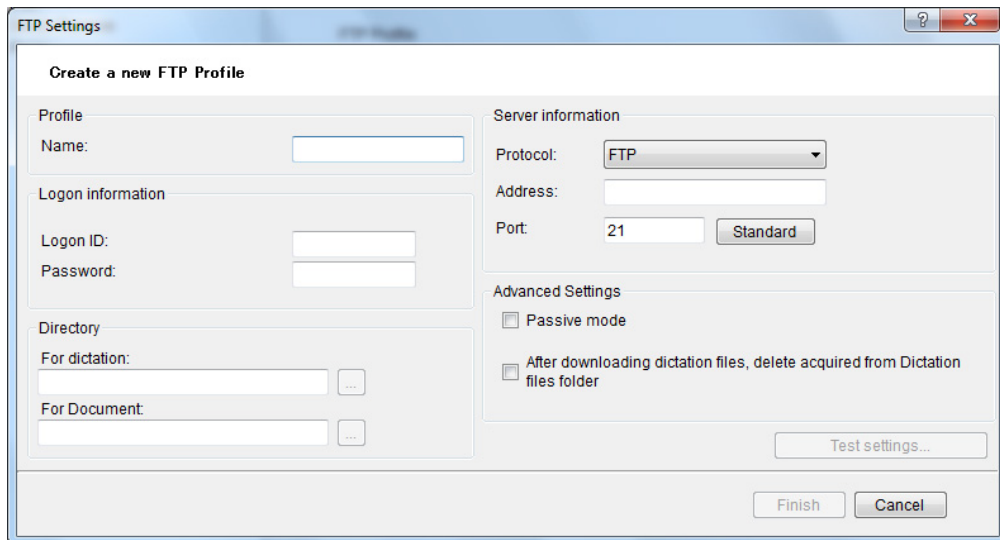 FTP Settings
?
Create a new FTP Profile
Profile
Name:
Logon information
Logon ID:
Password:
Directory
For dictation:
...
For Document:
...
Server information
Protocol:
FTP
Address:
Port:
21
Standard
Advanced Settings
Passive mode
After downloading dictation files, delete acquired from Dictation
files folder
Test settings...
Finish
Cancel